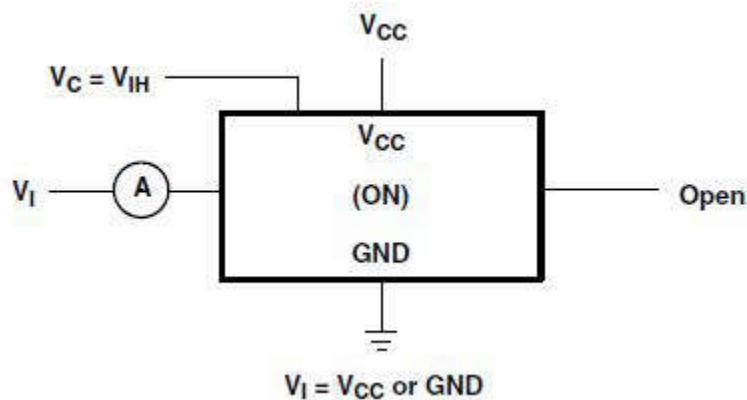 VCC
VC = VIH
VCC
VI
A
(ON)
Open
GND
VI = VCC or GND